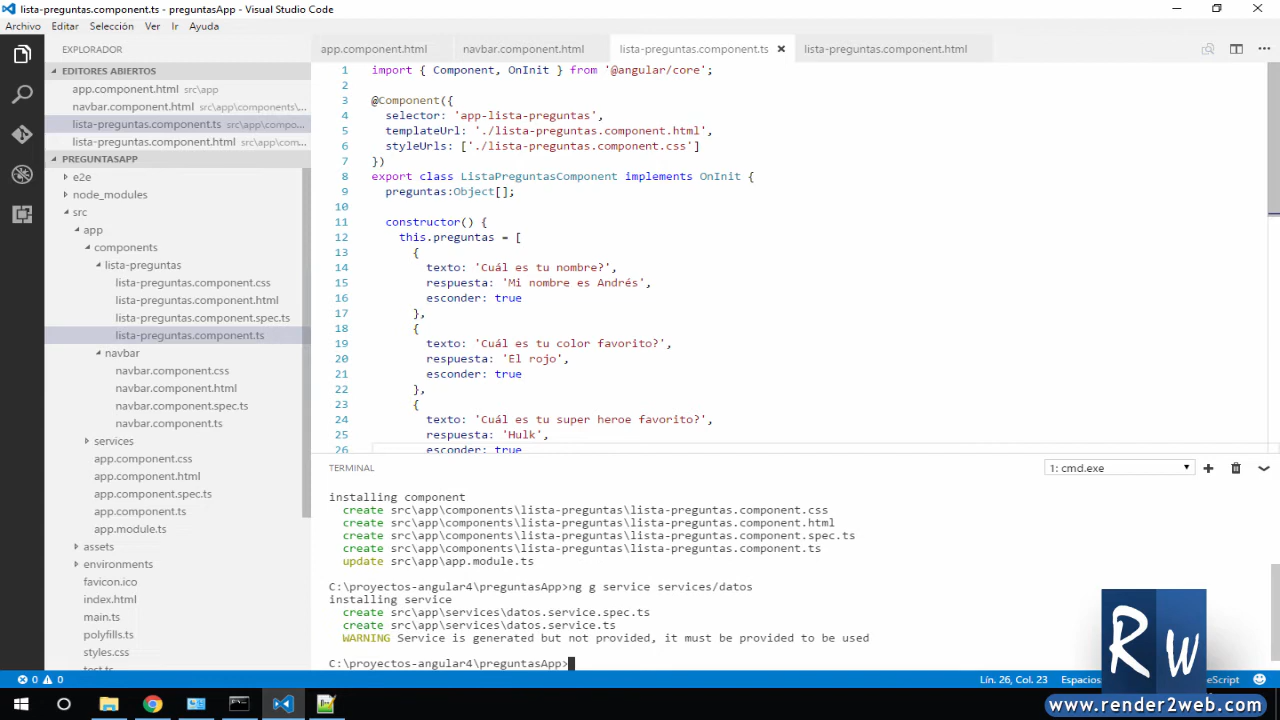 lista-preguntas.component.ts - preguntasApp - Visual Studio Code
Archivo Editar Selección Ver Ir Ayuda
EXPLORADOR
EDITORES ABIERTOS
app.component.html src\app
navbar.component.html src\app\components\...
lista-preguntas.component.ts src\app\compo...
lista-preguntas.component.html src\app\com...
PREGUNTASAPP
e2e
node_modules
src
app
components
lista-preguntas
lista-preguntas.component.css
lista-preguntas.component.html
lista-preguntas.component.spec.ts
lista-preguntas.component.ts
navbar
navbar.component.css
navbar.component.html
navbar.component.spec.ts
navbar.component.ts
services
app.component.css
app.component.html
app.component.spec.ts
app.component.ts
app.module.ts
assets
environments
favicon.ico
index.html
main.ts
polyfills.ts
styles.css
test.ts
app.component.html navbar.component.html lista-preguntas.component.ts lista-preguntas.component.html
1 import { Component, OnInit } from '@angular/core';
2
3 @Component({
4 selector: 'app-lista-preguntas',
5 templateUrl: './lista-preguntas.component.html',
6 styleUrls: ['./lista-preguntas.component.css']
7 })
8 export class ListaPreguntasComponent implements OnInit {
9 preguntas:Object[];
10
11 constructor() {
12 this.preguntas = [
13 {
14 texto: 'Cuál es tu nombre?',
15 respuesta: 'Mi nombre es Andrés',
16 esconder: true
17 },
18 {
19 texto: 'Cuál es tu color favorito?',
20 respuesta: 'El rojo',
21 esconder: true
22 },
23 {
24 texto: 'Cuál es tu super heroe favorito?',
25 respuesta: 'Hulk',
26 esconder: true
TERMINAL 1: cmd.exe
installing component
create src\app\components\lista-preguntas\lista-preguntas.component.css
create src\app\components\lista-preguntas\lista-preguntas.component.html
create src\app\components\lista-preguntas\lista-preguntas.component.spec.ts
create src\app\components\lista-preguntas\lista-preguntas.component.ts
update src\app\app.module.ts
C:\proyectos-angular4\preguntasApp>ng g service services/datos
installing service
create src\app\services\datos.service.spec.ts
create src\app\services\datos.service.ts
WARNING Service is generated but not provided, it must be provided to be used
C:\proyectos-angular4\preguntasApp>
0 0 Lín. 26, Col. 23 Espacios
RW
www.render2web.com